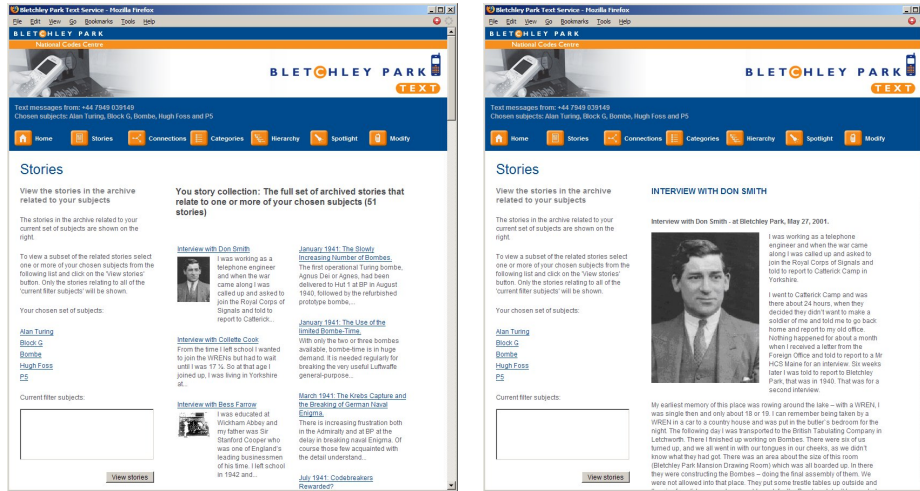 Bletchley Park Text Service - Mozilla Firefox
File Edit View Go Bookmarks Tools Help
BLETCHLEY PARK
National Codes Centre
BLETCHLEY PARK
TEXT
Text messages from: +44 7949 039149
Chosen subjects: Alan Turing, Block G, Bombe, Hugh Foss and P5
Home Stories Connections Categories Hierarchy Spotlight Modify
Stories
View the stories in the archive
related to your subjects
The stories in the archive related to your
current set of subjects are shown on the
right.
To view a subset of the related stories select
one or more of your chosen subjects from the
following list and click on the 'View stories'
button. Only the stories relating to all of the
'current filter subjects' will be shown.
Your chosen set of subjects:
Alan Turing
Block G
Bombe
Hugh Foss
P5
Current filter subjects:
View stories
You story collection: The full set of archived stories that
relate to one or more of your chosen subjects (51
stories)
Interview with Don Smith
I was working as a
telephone engineer
and when the war
came along I was
called up and asked to
join the Royal Corps of
Signals and told to
report to Catterick...
Interview with Collette Cook
From the time I left school I wanted
to join the WRENs but had to wait
until I was 17 ½. So at that age I
joined up, I was living in Yorkshire
at...
Interview with Bess Farrow
I was educated at
Wickham Abbey and
my father was Sir
Stanford Cooper who
was one of England's
leading businessmen
of his time. I left school
in 1942 and...
January 1941: The Slowly
Increasing Number of Bombes.
The first operational Turing bombe,
Agnus Dei or Agnes, had been
delivered to Hut 1 at BP in August
1940, followed by the refurbished
prototype bombe,...
January 1941: The Use of the
limited Bombe-Time.
With only the two or three bombes
available, bombe-time is in huge
demand. It is needed regularly for
breaking the very useful Luftwaffe
general-purpose...
March 1941: The Krebs Capture and
the Breaking of German Naval
Enigma.
There is increasing frustration both
in the Admiralty and at BP at the
delay in breaking naval Enigma. Of
course those few acquainted with
the detail understand...
July 1941: Codebreakers
Rewarded?
Bletchley Park Text Service - Mozilla Firefox
File Edit View Go Bookmarks Tools Help
BLETCHLEY PARK
National Codes Centre
BLETCHLEY PARK
TEXT
Text messages from: +44 7949 039149
Chosen subjects: Alan Turing, Block G, Bombe, Hugh Foss and P5
Home Stories Connections Categories Hierarchy Spotlight Modify
Stories
View the stories in the archive
related to your subjects
The stories in the archive related to your
current set of subjects are shown on the
right.
To view a subset of the related stories select
one or more of your chosen subjects from the
following list and click on the 'View stories'
button. Only the stories relating to all of the
'current filter subjects' will be shown.
Your chosen set of subjects:
Alan Turing
Block G
Bombe
Hugh Foss
P5
Current filter subjects:
View stories
INTERVIEW WITH DON SMITH
Interview with Don Smith - at Bletchley Park, May 27, 2001.
I was working as a telephone
engineer and when the war came
along I was called up and asked to
join the Royal Corps of Signals and
told to report to Catterick Camp in
Yorkshire.
I went to Catterick Camp and was
there about 24 hours, when they
decided they didn't want to make a
soldier of me and told me to go back
home and report to my old office.
Nothing happened for about a month
when I received a letter from the
Foreign Office and told to report to a Mr
HCS Maine for an interview. Six weeks
later I was told to report to Bletchley
Park, that was in 1940. That was for a
second interview.
My earliest memory of this place was rowing around the lake – with a WREN, I
was single then and only about 18 or 19. I can remember being taken by a
WREN in a car to a country house and was put in the butler's bedroom for the
night. The following day I was transported to the British Tabulating Company in
Letchworth. There I finished up working on Bombes. There were six of us
turned up, and we all went in with our tongues in our cheeks, as we didn't
know what they had got. There was an area about the size of this room
(Bletchley Park Mansion Drawing Room) which was all boarded up. In there
they were constructing the Bombes – doing the final assembly of them. We
were not allowed into that place. They put some trestle tables up outside and